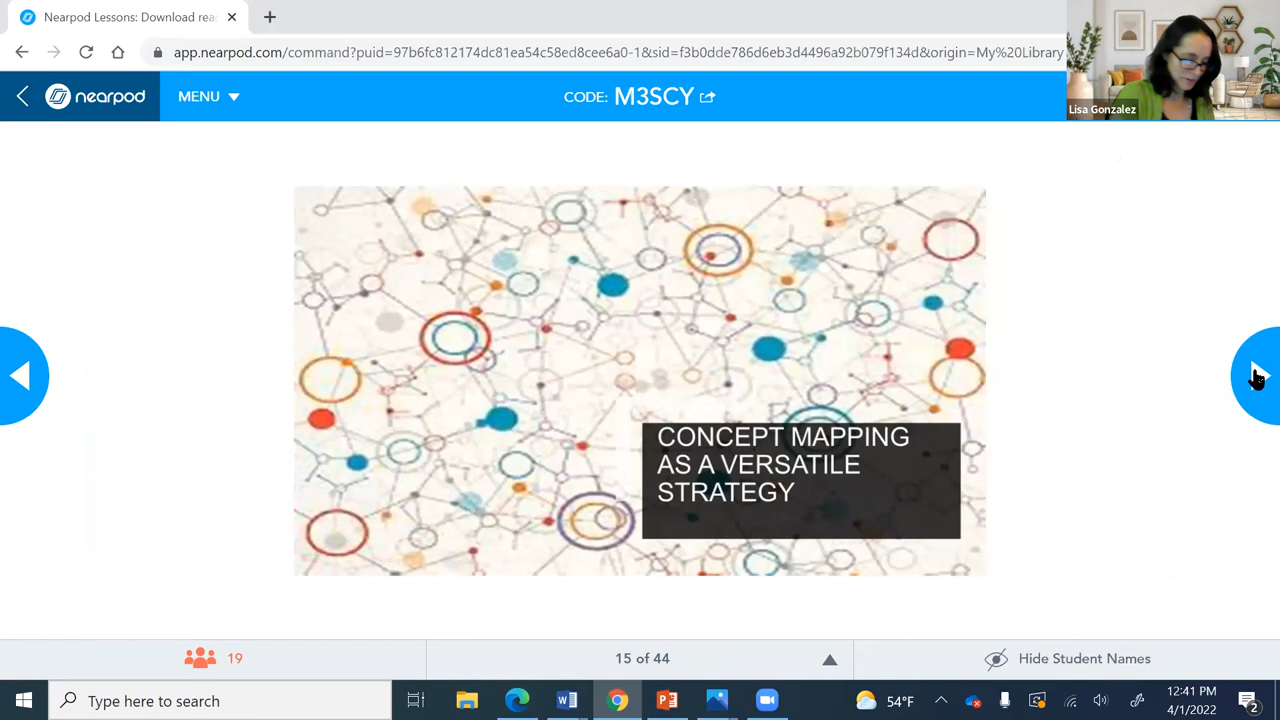 Nearpod Lessons: Download rea
app.nearpod.com/command?puid=97b6fc812174dc81ea54c58ed8cee6a0-1&sid=f3b0dde786d6eb3d4496a92b079f134d&origin=My%20Library
nearpod
MENU
CODE: M3SCY
Lisa Gonzalez
CONCEPT MAPPING
AS A VERSATILE
STRATEGY
19
15 of 44
Hide Student Names
Type here to search
54°F
12:41 PM
4/1/2022
2